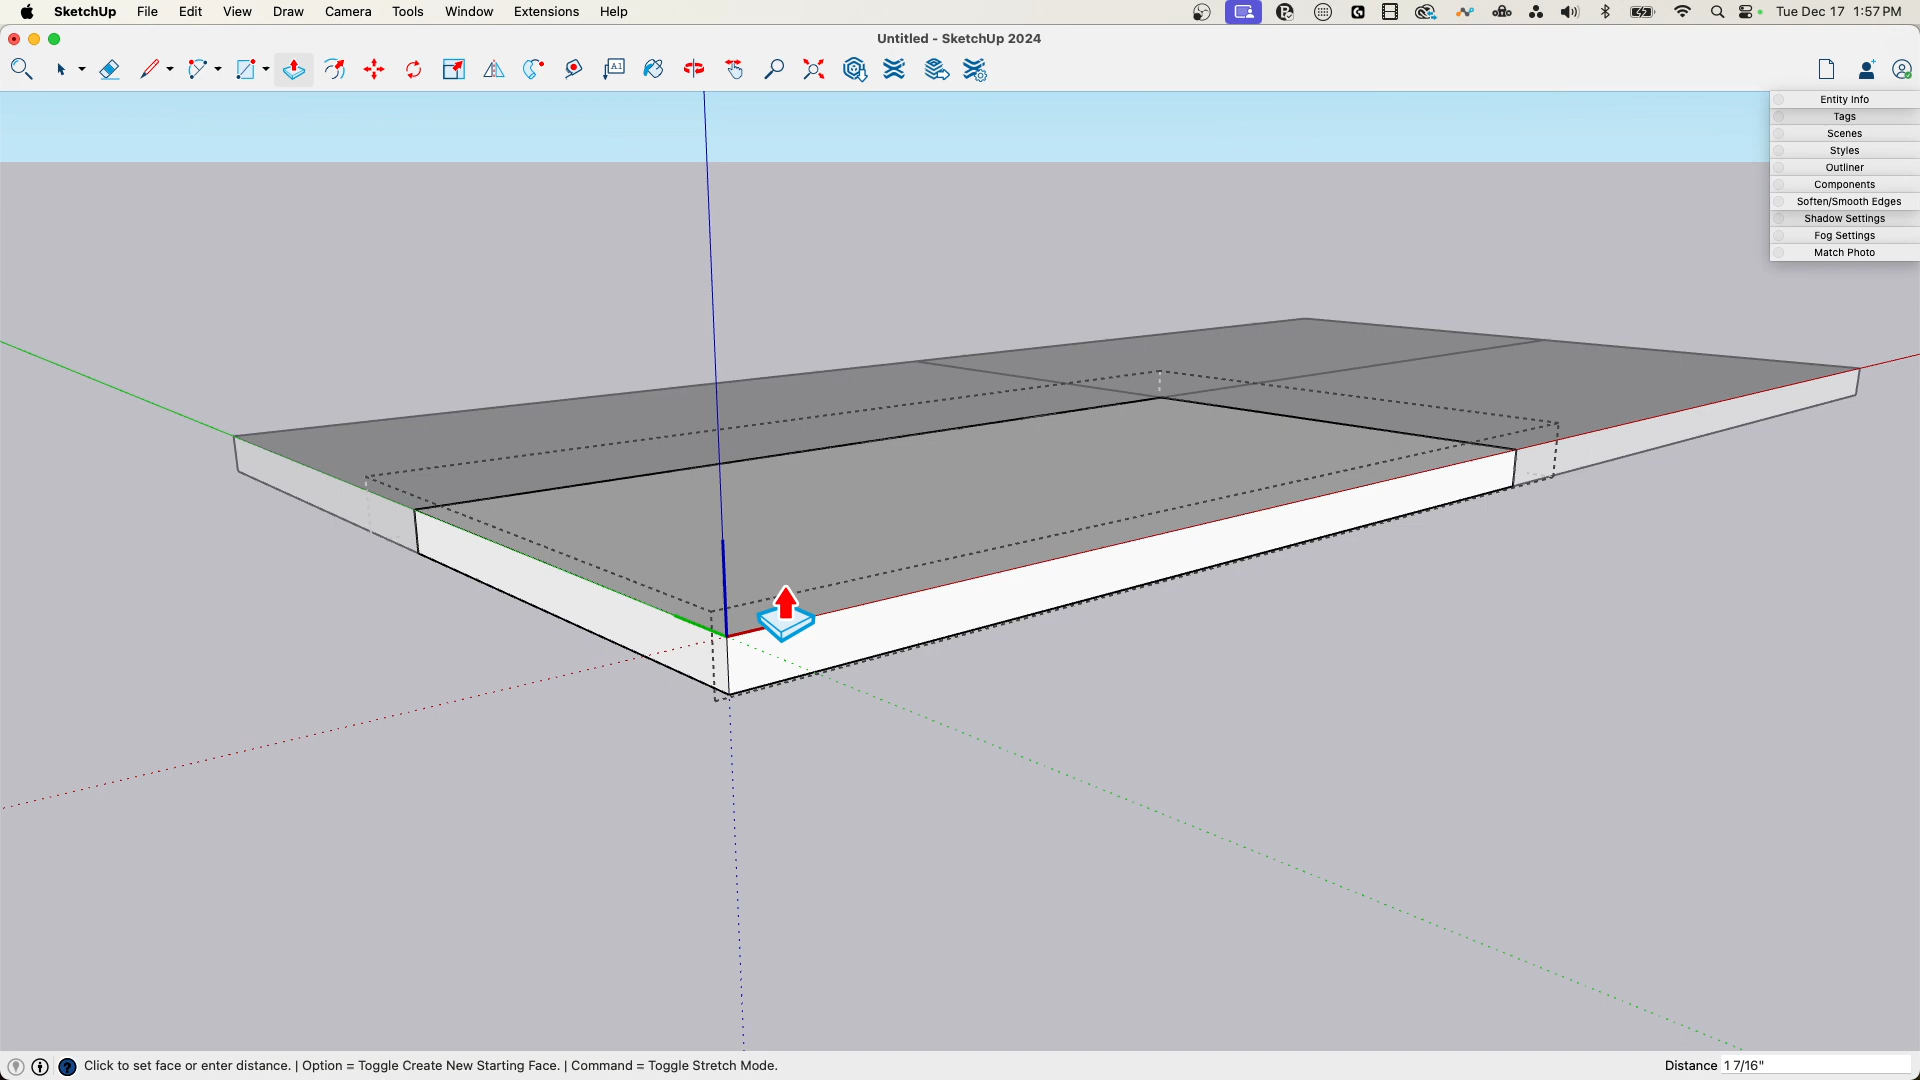 SketchUp File Edit View Draw Camera Tools Window Extensions Help Tue Dec 17 1:57 PM
Untitled - SketchUp 2024
A1
Entity Info
Tags
Scenes
Styles
Outliner
Components
Soften/Smooth Edges
Shadow Settings
Fog Settings
Match Photo
Click to set face or enter distance. | Option = Toggle Create New Starting Face. | Command = Toggle Stretch Mode.
Distance 1 7/16"